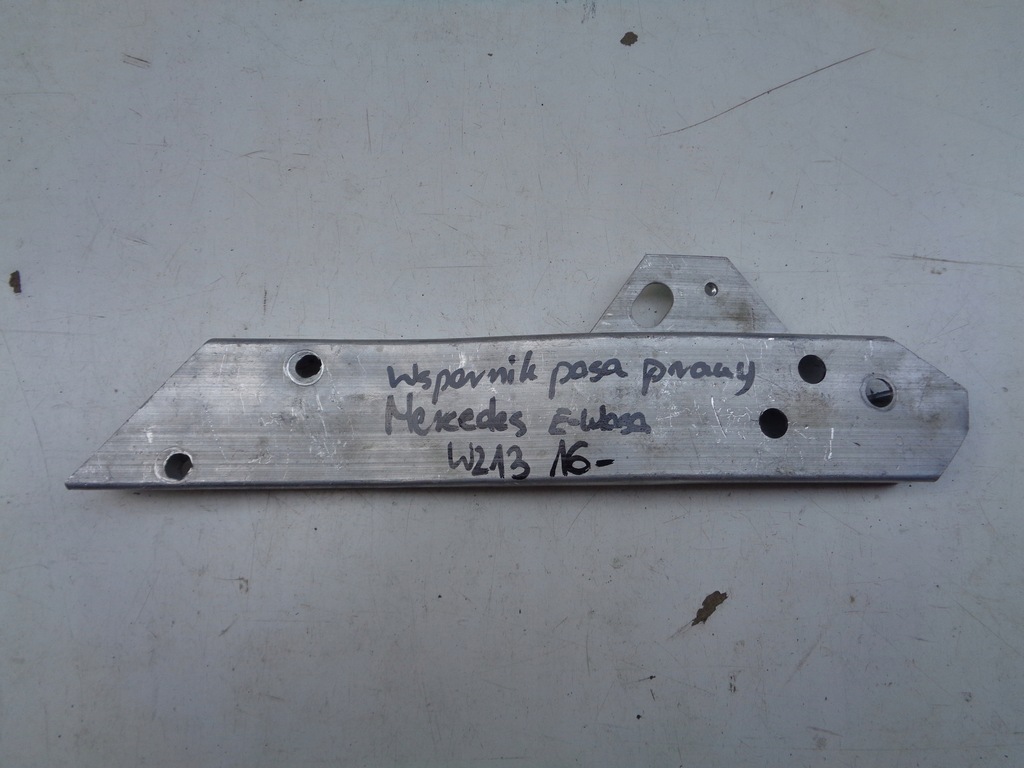 Wspornik pasa prawy
Mercedes E-klasa
W213 16-